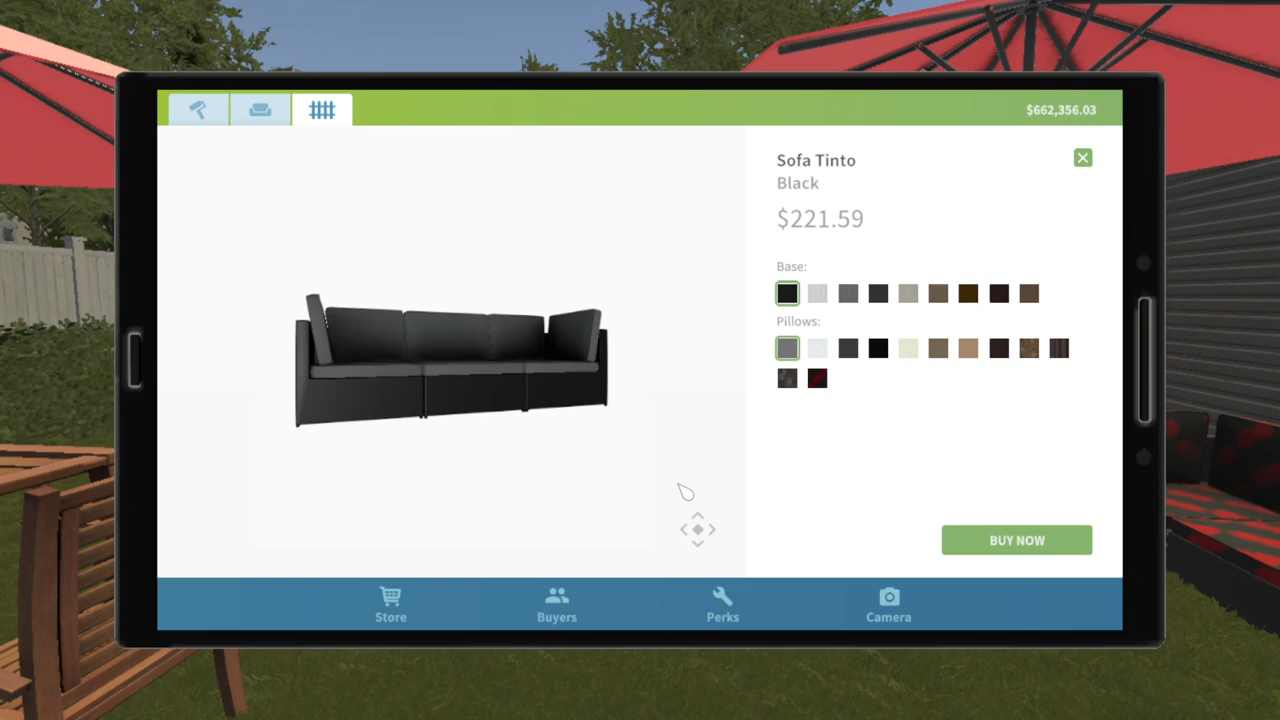 $662,356.03
Sofa Tinto
Black
$221.59
Base:
Pillows:
BUY NOW
Store
Buyers
Perks
Camera